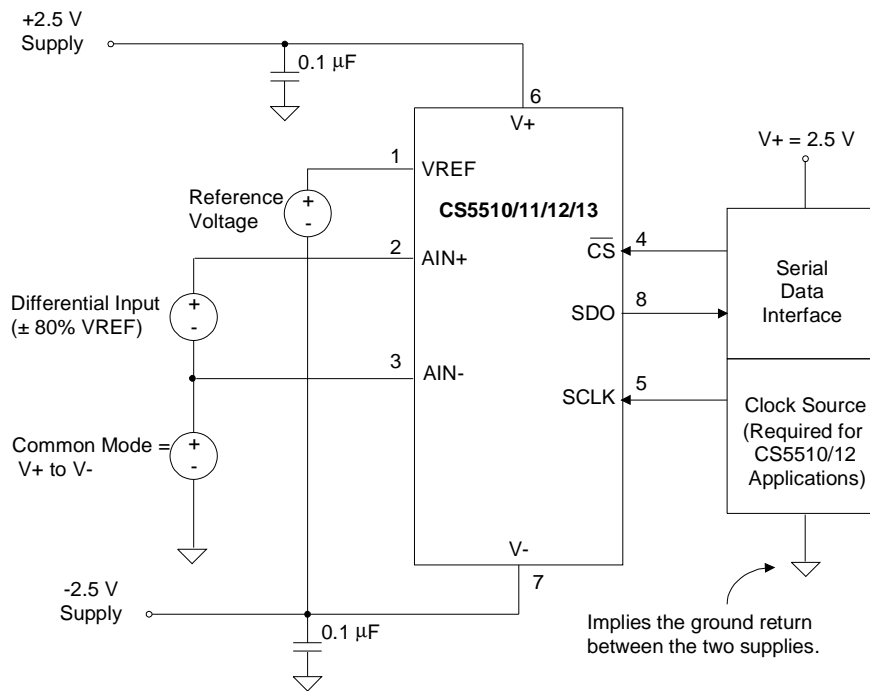 +2.5 V
Supply
0.1 μF
6
V+
V+ = 2.5 V
1
VREF
Reference
Voltage
+
-
CS5510/11/12/13
2
AIN+
CS
4
Serial
Data
Interface
Differential Input
(± 80% VREF)
+
-
SDO
8
3
AIN-
SCLK
5
Clock Source
(Required for
CS5510/12
Applications)
Common Mode =
V+ to V-
+
-
V-
7
-2.5 V
Supply
0.1 μF
Implies the ground return
between the two supplies.